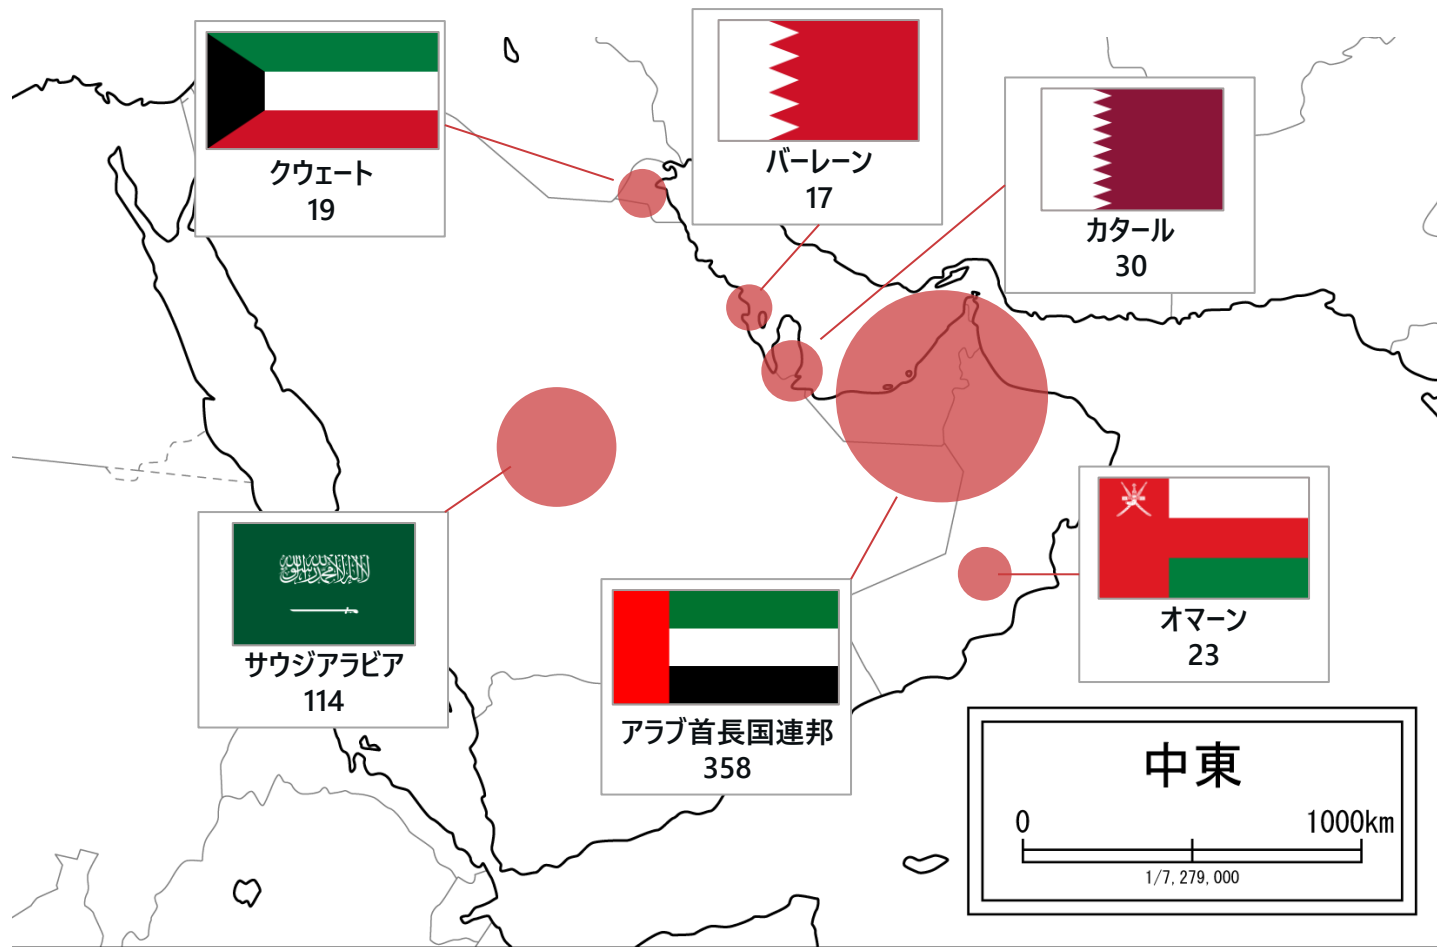 クウェート
19
バーレーン
17
カタール
30
サウジアラビア
114
アラブ首長国連邦
358
オマーン
23
中東
0 1000km
1/7,279,000